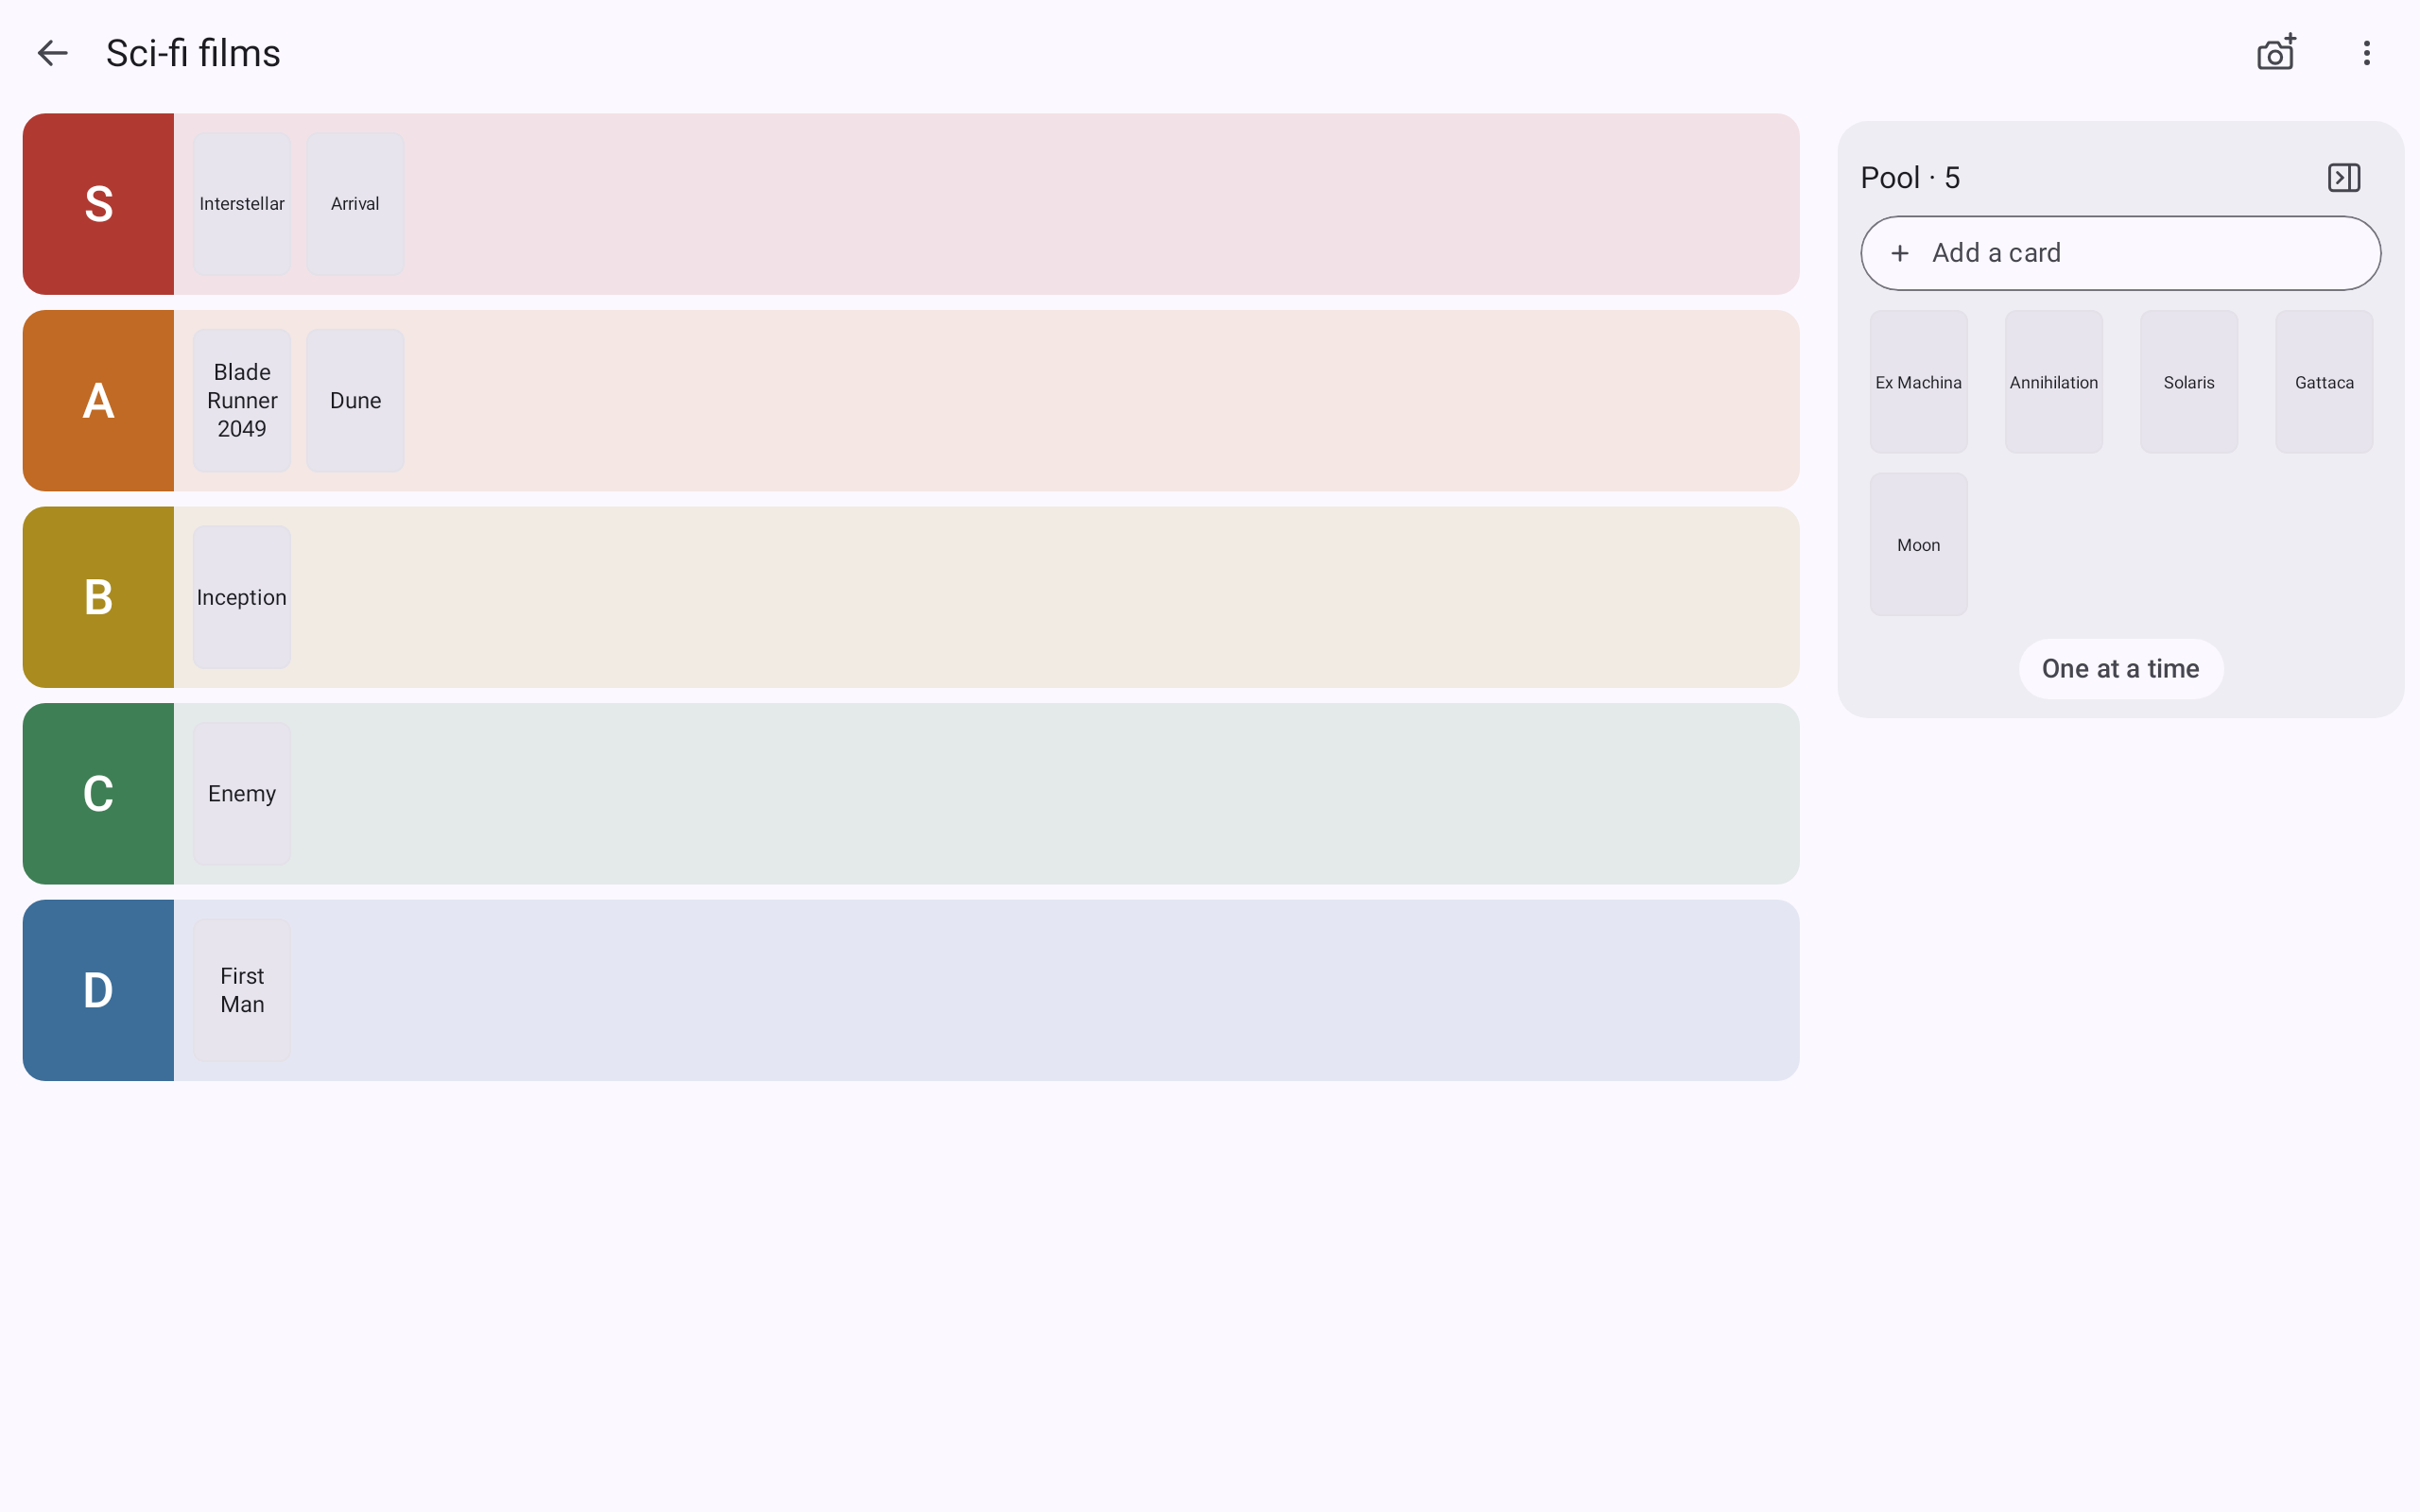 Sci-fi films
S
Interstellar
Arrival
A
Blade
Runner
2049
Dune
B
Inception
C
Enemy
D
First
Man
Pool · 5
+ Add a card
Ex Machina
Annihilation
Solaris
Gattaca
Moon
One at a time